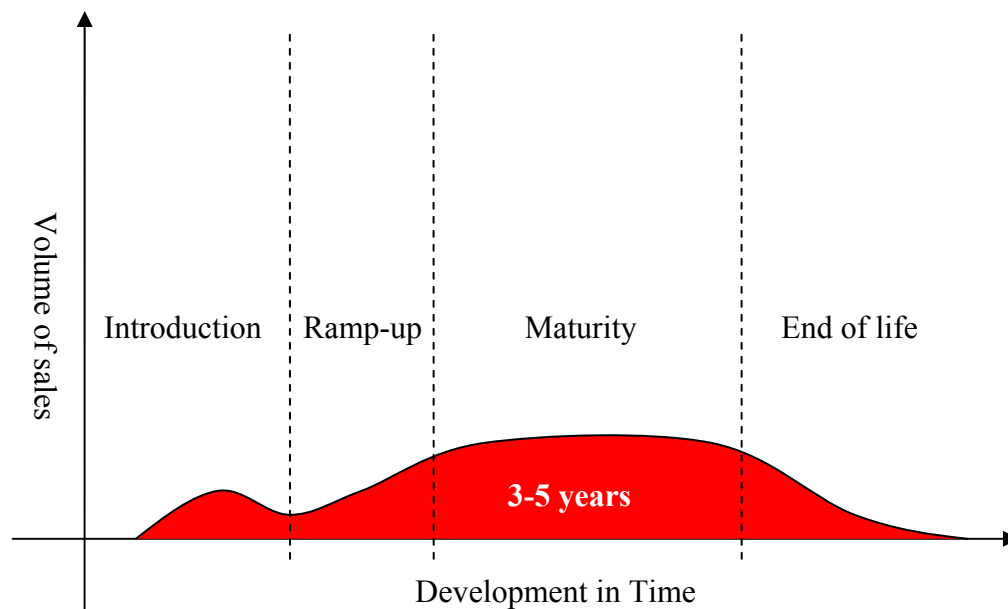 Volume of sales
Introduction
Ramp-up
Maturity
End of life
3-5 years
Development in Time